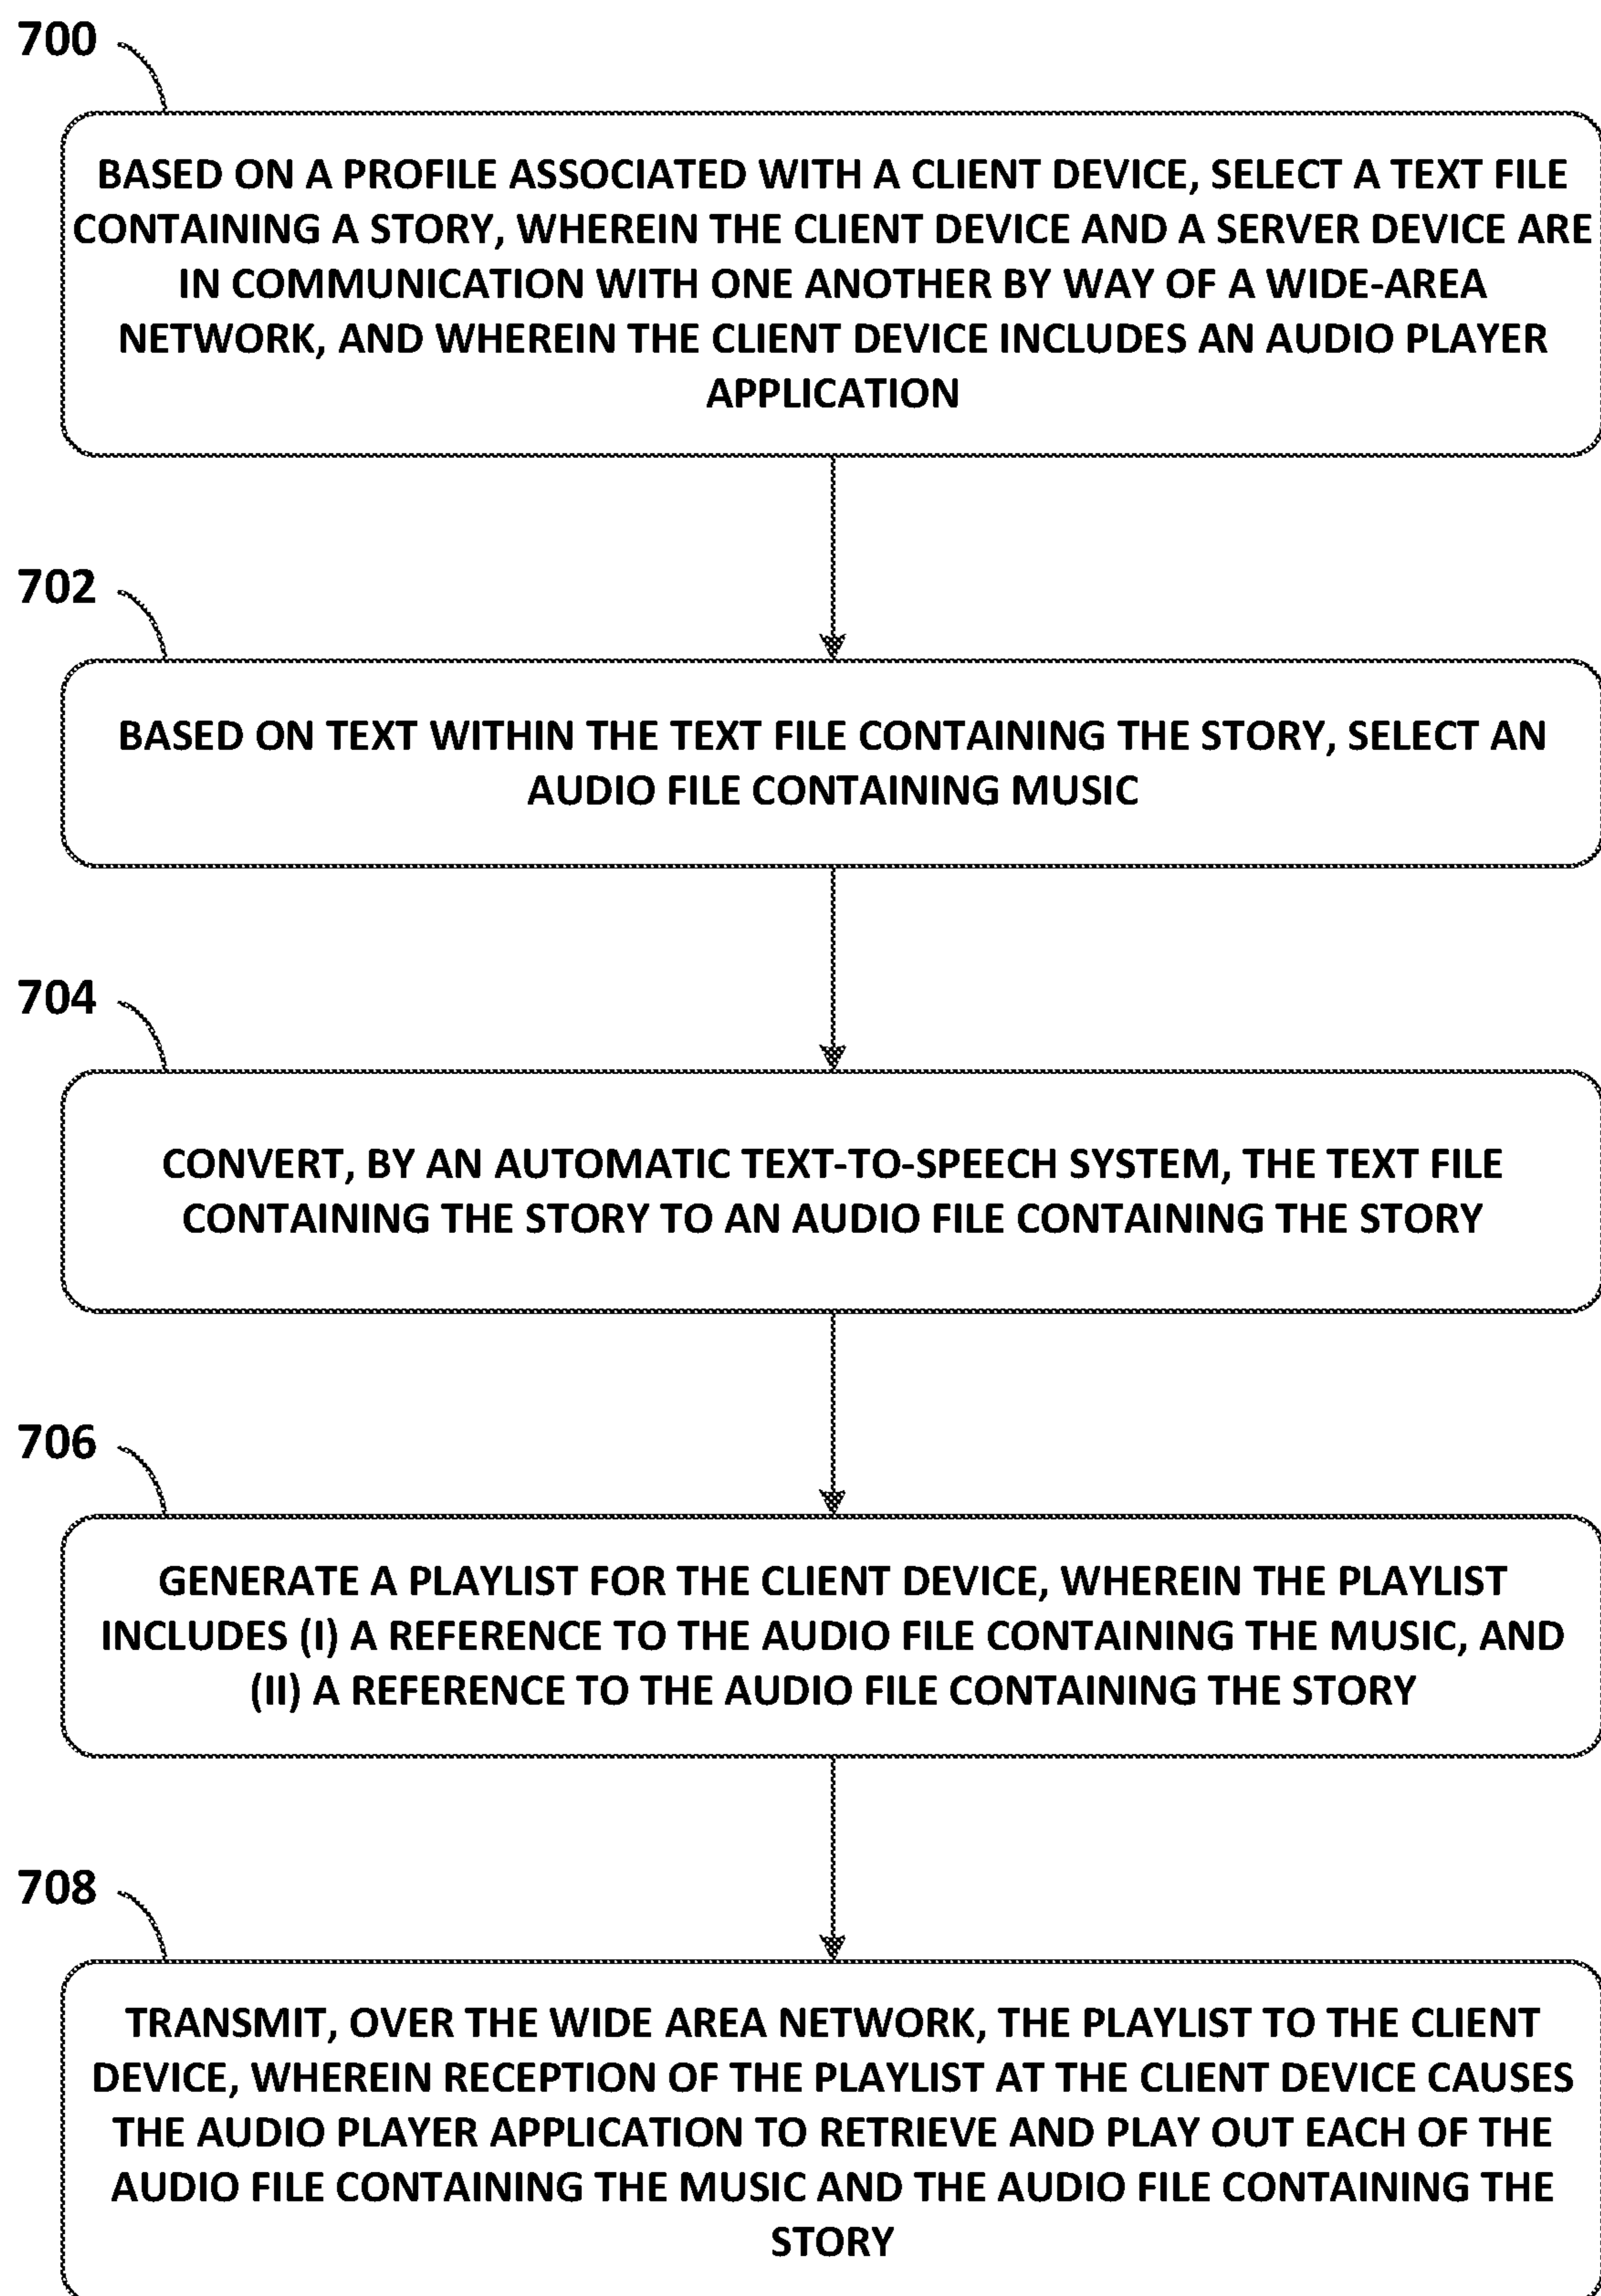 700
BASED ON A PROFILE ASSOCIATED WITH A CLIENT DEVICE, SELECT A TEXT FILE
CONTAINING A STORY, WHEREIN THE CLIENT DEVICE AND A SERVER DEVICE ARE
IN COMMUNICATION WITH ONE ANOTHER BY WAY OF A WIDE-AREA
NETWORK, AND WHEREIN THE CLIENT DEVICE INCLUDES AN AUDIO PLAYER
APPLICATION
702
BASED ON TEXT WITHIN THE TEXT FILE CONTAINING THE STORY, SELECT AN
AUDIO FILE CONTAINING MUSIC
704
CONVERT, BY AN AUTOMATIC TEXT-TO-SPEECH SYSTEM, THE TEXT FILE
CONTAINING THE STORY TO AN AUDIO FILE CONTAINING THE STORY
706
GENERATE A PLAYLIST FOR THE CLIENT DEVICE, WHEREIN THE PLAYLIST
INCLUDES (I) A REFERENCE TO THE AUDIO FILE CONTAINING THE MUSIC, AND
(II) A REFERENCE TO THE AUDIO FILE CONTAINING THE STORY
708
TRANSMIT, OVER THE WIDE AREA NETWORK, THE PLAYLIST TO THE CLIENT
DEVICE, WHEREIN RECEPTION OF THE PLAYLIST AT THE CLIENT DEVICE CAUSES
THE AUDIO PLAYER APPLICATION TO RETRIEVE AND PLAY OUT EACH OF THE
AUDIO FILE CONTAINING THE MUSIC AND THE AUDIO FILE CONTAINING THE
STORY